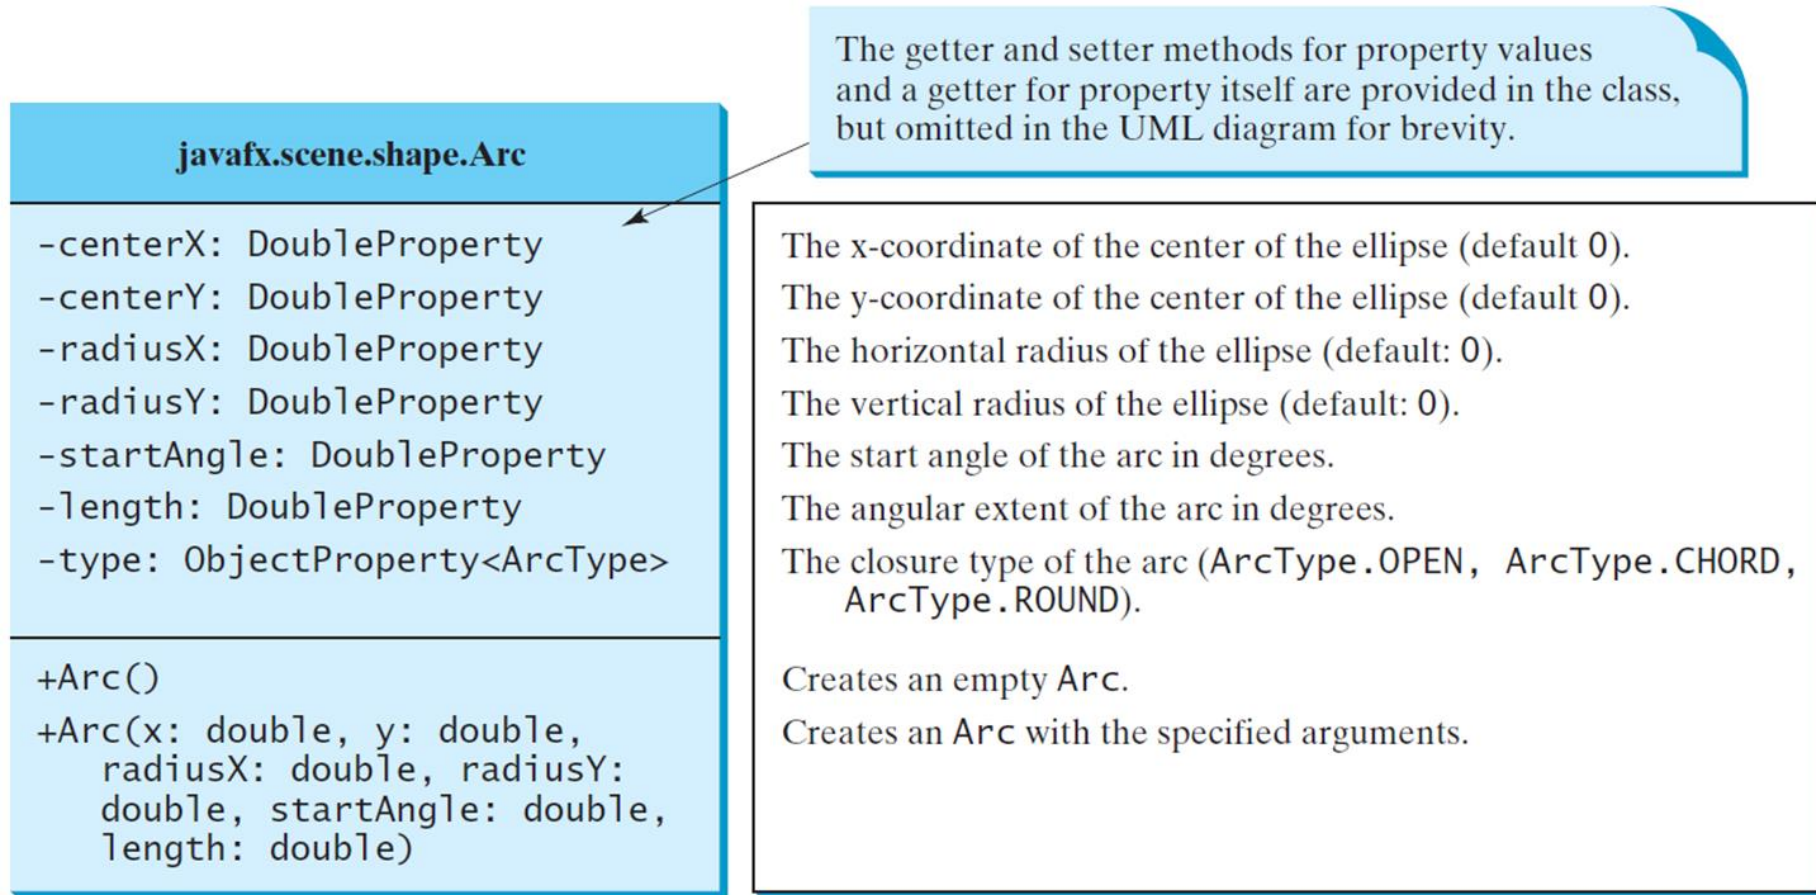 The getter and setter methods for property values
and a getter for property itself are provided in the class,
but omitted in the UML diagram for brevity.
javafx.scene.shape.Arc
-centerX: DoubleProperty
The x-coordinate of the center of the ellipse (default 0).
-centerY: DoubleProperty
The y-coordinate of the center of the ellipse (default 0).
-radiusX: DoubleProperty
The horizontal radius of the ellipse (default: 0).
-radiusY: DoubleProperty
The vertical radius of the ellipse (default: 0).
-startAngle: DoubleProperty
The start angle of the arc in degrees.
-length: DoubleProperty
The angular extent of the arc in degrees.
-type: ObjectProperty<ArcType>
The closure type of the arc (ArcType.OPEN, ArcType.CHORD,
ArcType.ROUND).
+Arc()
Creates an empty Arc.
+Arc(x: double, y: double,
radiusX: double, radiusY:
double, startAngle: double,
length: double)
Creates an Arc with the specified arguments.